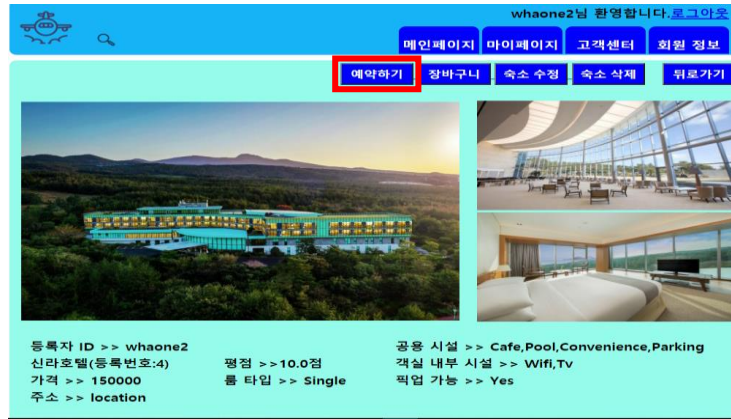 whaone2님 환영합니다.로그아웃
메인페이지 마이페이지 고객센터 회원 정보
예약하기 장바구니 숙소 수정 숙소 삭제 뒤로가기
등록자 ID >> whaone2
신라호텔(등록번호:4) 평점 >>10.0점
가격 >> 150000 룸 타입 >> Single
주소 >> location
공용 시설 >> Cafe,Pool,Convenience,Parking
객실 내부 시설 >> Wifi,Tv
픽업 가능 >> Yes